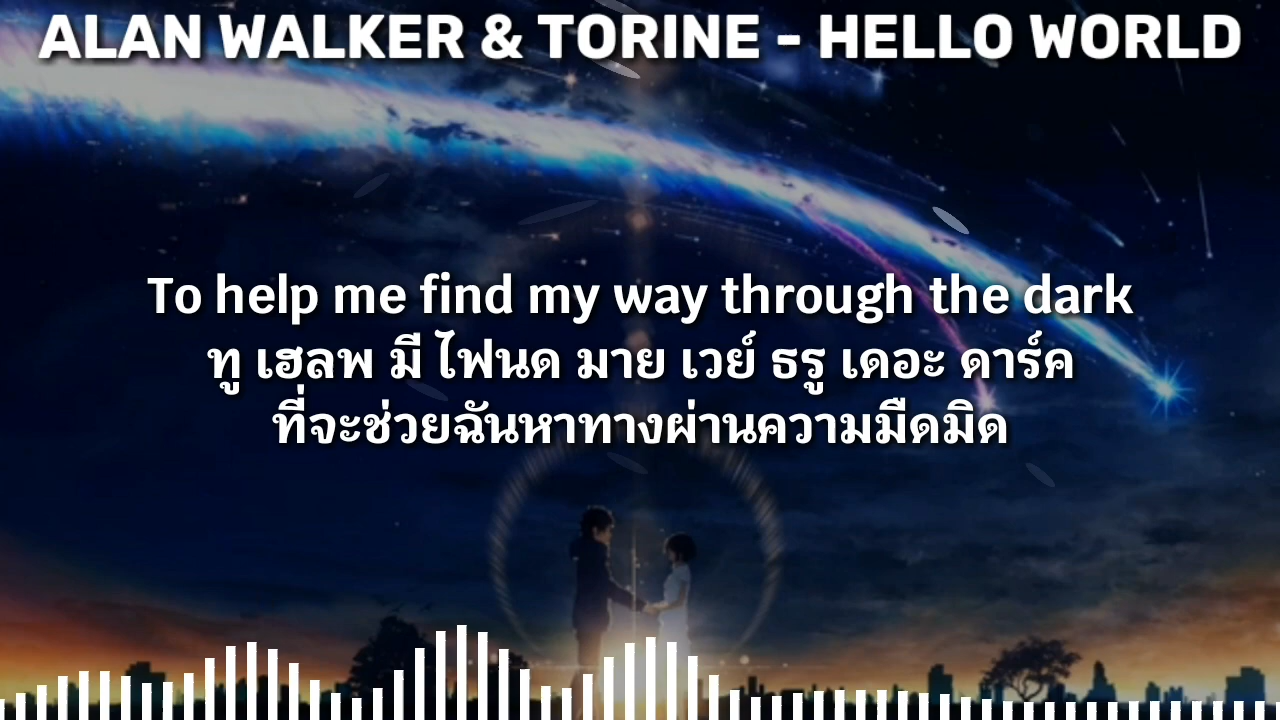 ALAN WALKER & TORINE - HELLO WORLD
To help me find my way through the dark
ทู เฮลพ มี ไฟนด มาย เวย์ ธรู เดอะ ดาร์ค
ที่จะช่วยฉันหาทางผ่านความมืดมิด